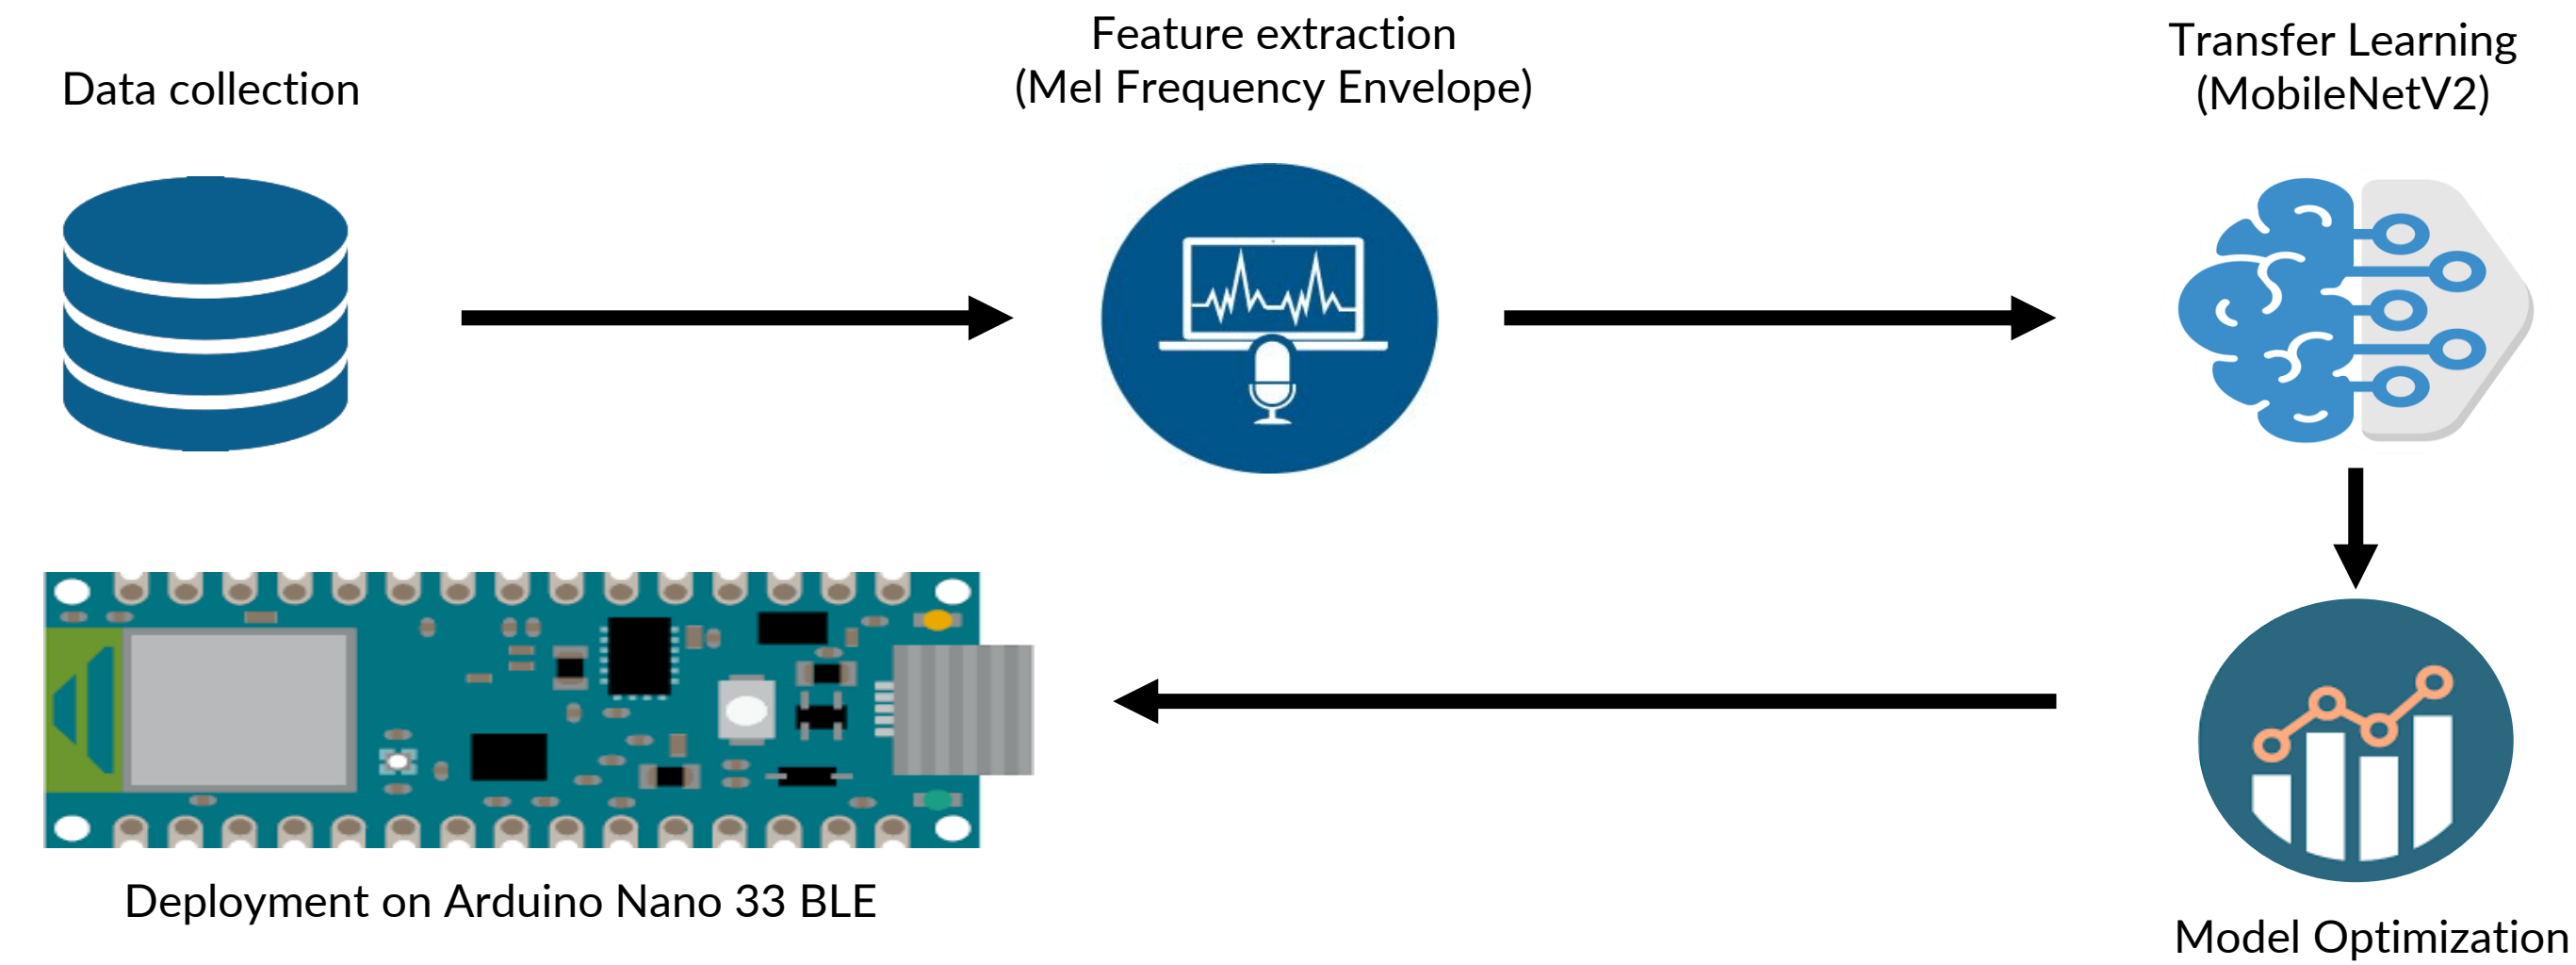 Data collection
Feature extraction
(Mel Frequency Envelope)
Transfer Learning
(MobileNetV2)
Deployment on Arduino Nano 33 BLE
Model Optimization